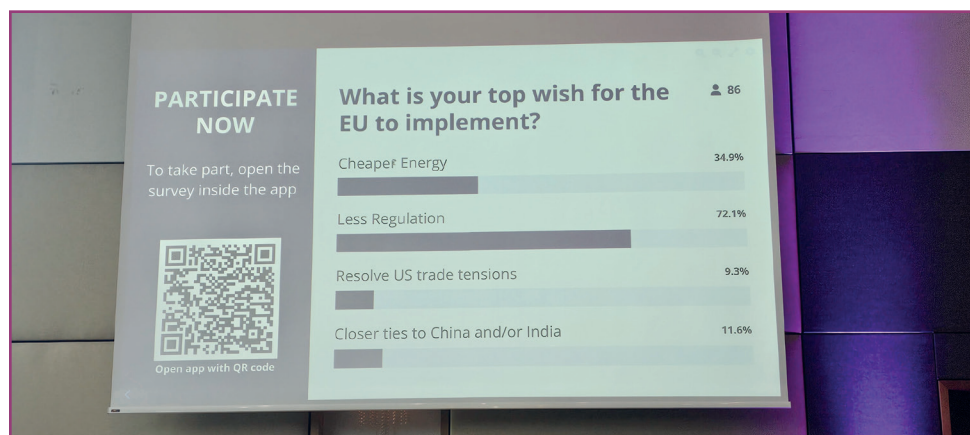 PARTICIPATE
NOW
To take part, open the
survey inside the app
Open app with QR code
What is your top wish for the
EU to implement?
86
Cheaper Energy
34.9%
Less Regulation
72.1%
Resolve US trade tensions
9.3%
Closer ties to China and/or India
11.6%